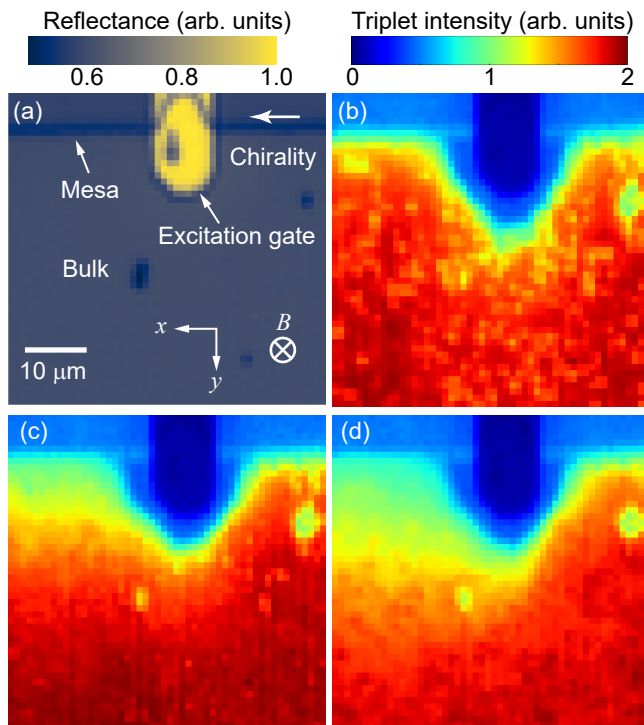 Reflectance (arb. units)
0.6 0.8 1.0
Triplet intensity (arb. units)
0 1 2
(a)
Chirality
Mesa
Excitation gate
Bulk
x
B
y
10 μm
(b)
(c)
(d)